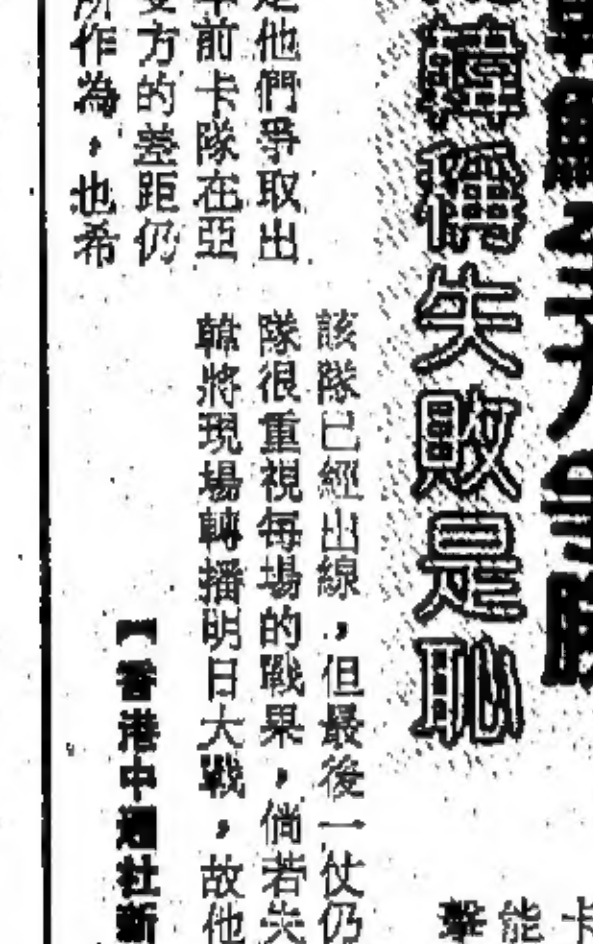 韓稱失敗是恥
是他們爭取出
前卡隊在亞
雙方的差距仍
所作為，也希
該隊已經出線，但最後一仗仍
隊很重視每場的戰果，倘若失
韓將現場轉播明日大戰，故他
【香港中通社新
卡
能
擊